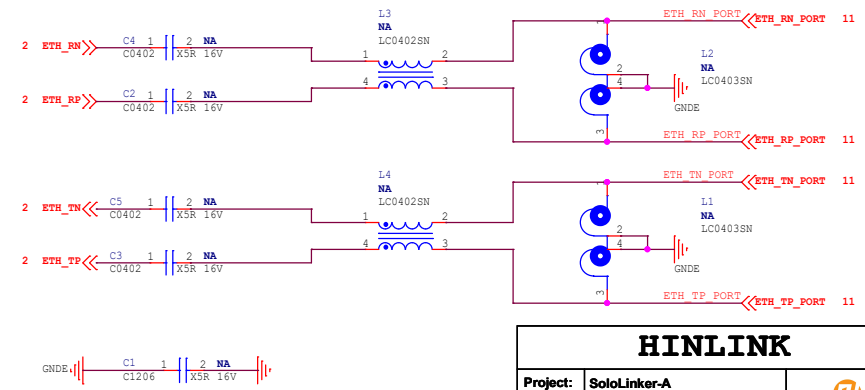 ETH_RN_PORT
ETH_RN_PORT 11
L3
NA
LC0402SN
2 ETH_RN C4 1 2 NA
C0402 X5R 16V
1 2
4 3
1
L2
NA
LC0403SN
2
4
GNDE
2 ETH_RP C2 1 2 NA
C0402 X5R 16V
3
ETH_RP_PORT
ETH_RP_PORT 11
L4
NA
LC0402SN
ETH_TN_PORT
ETH_TN_PORT 11
2 ETH_TN C5 1 2 NA
C0402 X5R 16V
1 2
4 3
1
L1
NA
LC0403SN
2
4
GNDE
2 ETH_TP C3 1 2 NA
C0402 X5R 16V
3
ETH_TP_PORT
ETH_TP_PORT 11
GNDE C1 1 2 NA
C1206 X5R 16V
HINLINK
Project: SoloLinker-A